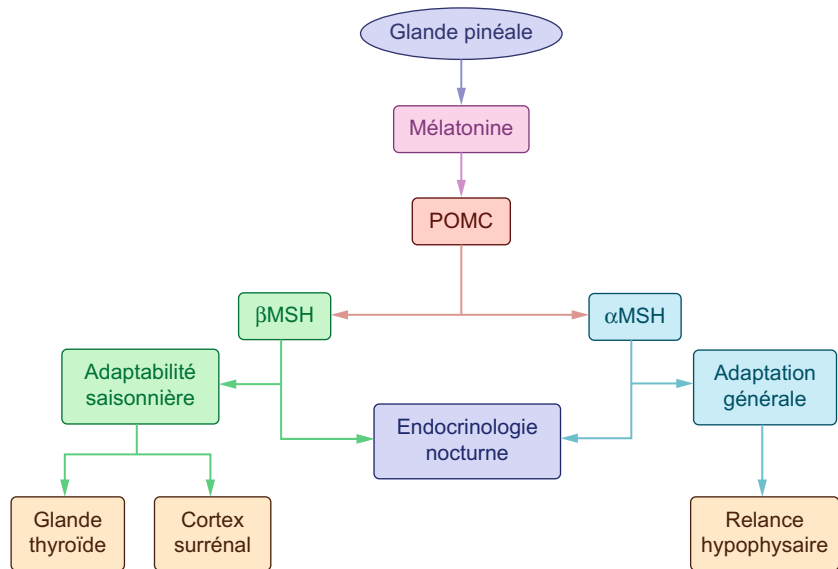 Glande pinéale
Mélatonine
POMC
βMSH
αMSH
Adaptabilité
saisonnière
Endocrinologie
nocturne
Adaptation
générale
Glande
thyroïde
Cortex
surrénal
Relance
hypophysaire